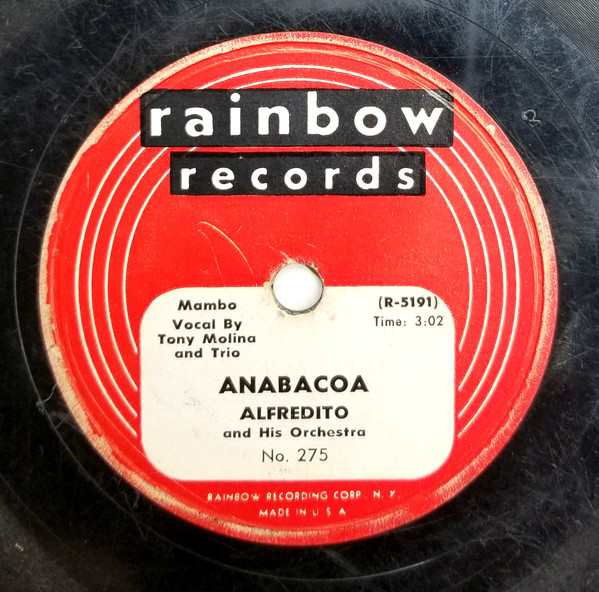 rainbow
records
Mambo
(R-5191)
Vocal By
Time: 3:02
Tony Molina
and Trio
ANABACOA
ALFREDITO
and His Orchestra
No. 275
RAINBOW RECORDING CORP. N. Y.
MADE IN U S A